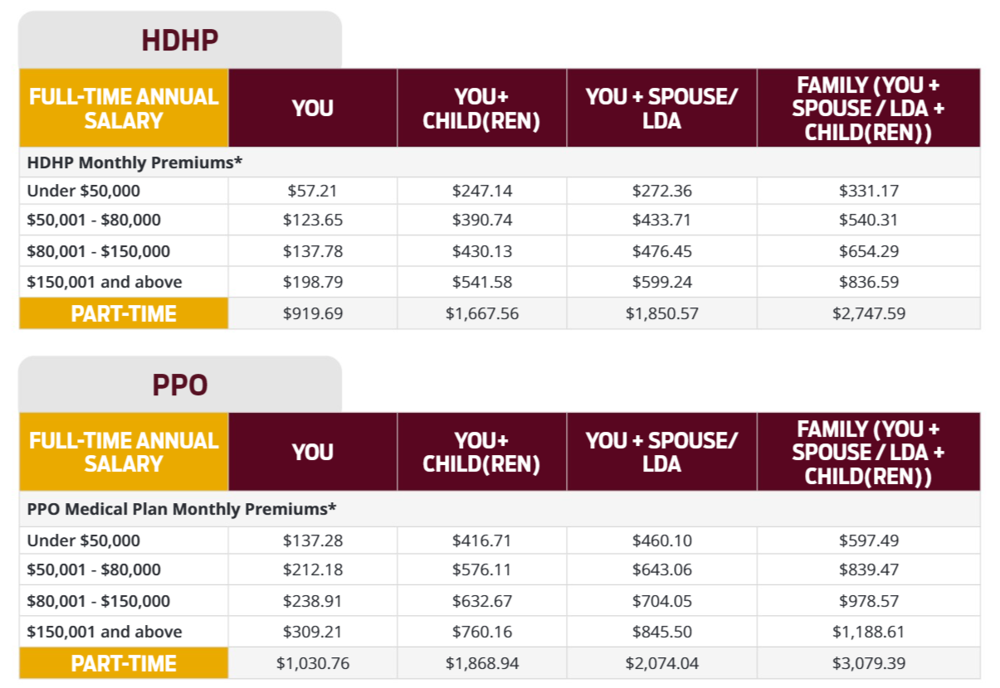 HDHP
FULL-TIME ANNUAL SALARY YOU YOU+ CHILD(REN) YOU + SPOUSE/ LDA FAMILY (YOU + SPOUSE / LDA + CHILD(REN))
HDHP Monthly Premiums*
Under $50,000 $57.21 $247.14 $272.36 $331.17
$50,001 - $80,000 $123.65 $390.74 $433.71 $540.31
$80,001 - $150,000 $137.78 $430.13 $476.45 $654.29
$150,001 and above $198.79 $541.58 $599.24 $836.59
PART-TIME $919.69 $1,667.56 $1,850.57 $2,747.59
PPO
FULL-TIME ANNUAL SALARY YOU YOU+ CHILD(REN) YOU + SPOUSE/ LDA FAMILY (YOU + SPOUSE / LDA + CHILD(REN))
PPO Medical Plan Monthly Premiums*
Under $50,000 $137.28 $416.71 $460.10 $597.49
$50,001 - $80,000 $212.18 $576.11 $643.06 $839.47
$80,001 - $150,000 $238.91 $632.67 $704.05 $978.57
$150,001 and above $309.21 $760.16 $845.50 $1,188.61
PART-TIME $1,030.76 $1,868.94 $2,074.04 $3,079.39